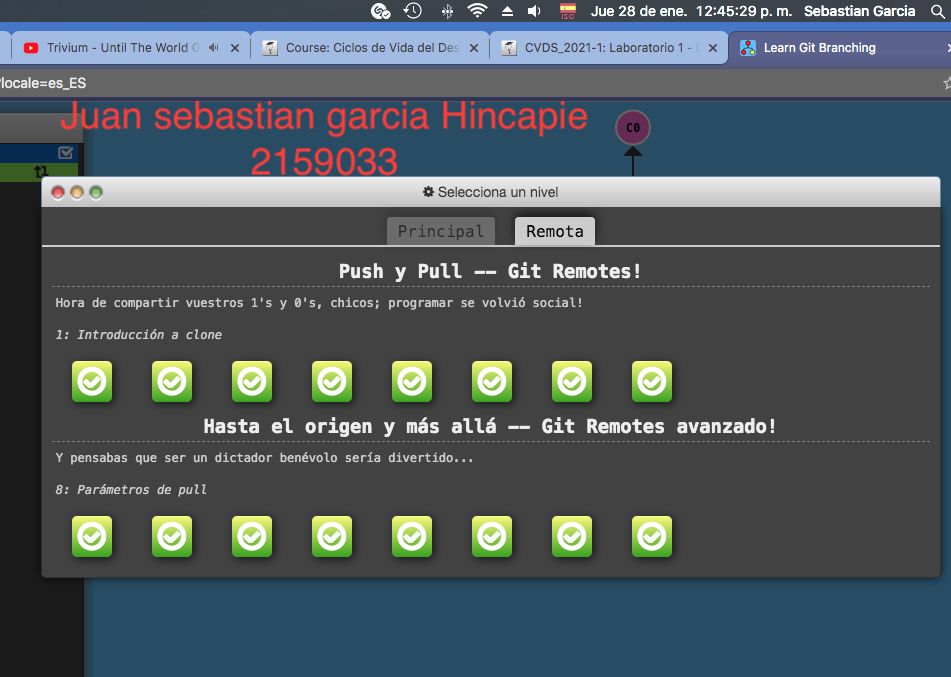 Jue 28 de ene. 12:45:29 p. m. Sebastian Garcia
Trivium - Until The World G
Course: Ciclos de Vida del Des
CVDS_2021-1: Laboratorio 1 -
Learn Git Branching
locale=es_ES
Juan sebastian garcia Hincapie
2159033
C0
Selecciona un nivel
Principal
Remota
Push y Pull -- Git Remotes!
Hora de compartir vuestros 1's y 0's, chicos; programar se volvió social!
1: Introducción a clone
Hasta el origen y más allá -- Git Remotes avanzado!
Y pensabas que ser un dictador benévolo sería divertido...
8: Parámetros de pull